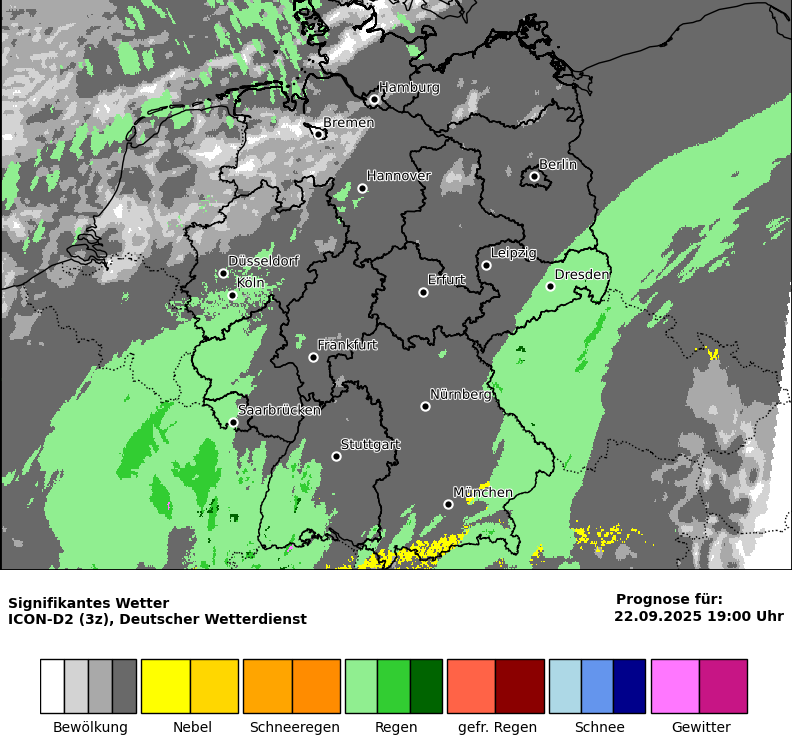 Hamburg
Bremen
Berlin
Hannover
Leipzig
Düsseldorf
Dresden
Köln
Erfurt
Frankfurt
Nürnberg
Saarbrücken
Stuttgart
München
Signifikantes Wetter
ICON-D2 (3z), Deutscher Wetterdienst
Prognose für:
22.09.2025 19:00 Uhr
Bewölkung Nebel Schneeregen Regen gefr. Regen Schnee Gewitter